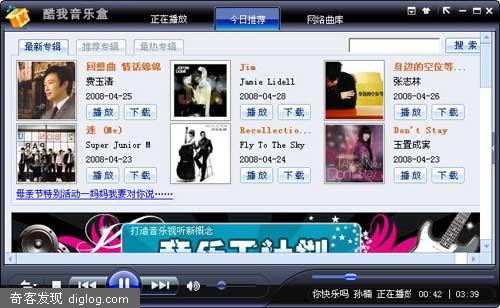 酷我音乐盒
正在播放 今日推荐 网络曲库
最新专辑 推荐专辑 最热专辑
搜 索
回想曲 情话绵绵
费玉清
2008-04-25
播放 下载
Jim
Jamie Lidell
2008-04-28
播放 下载
身边的空位等...
张志林
2008-04-26
播放 下载
迷 (Me)
Super Junior M
2008-04-23
播放 下载
Recollectio...
Fly To The Sky
2008-04-24
播放 下载
Don't Stay
玉置成実
2008-04-23
播放 下载
母亲节特别活动—妈妈我要对你说……
打造音乐视听新概念
你快乐吗 孙楠 正在播放 00:42 | 03:39
奇客发现 diglog.com